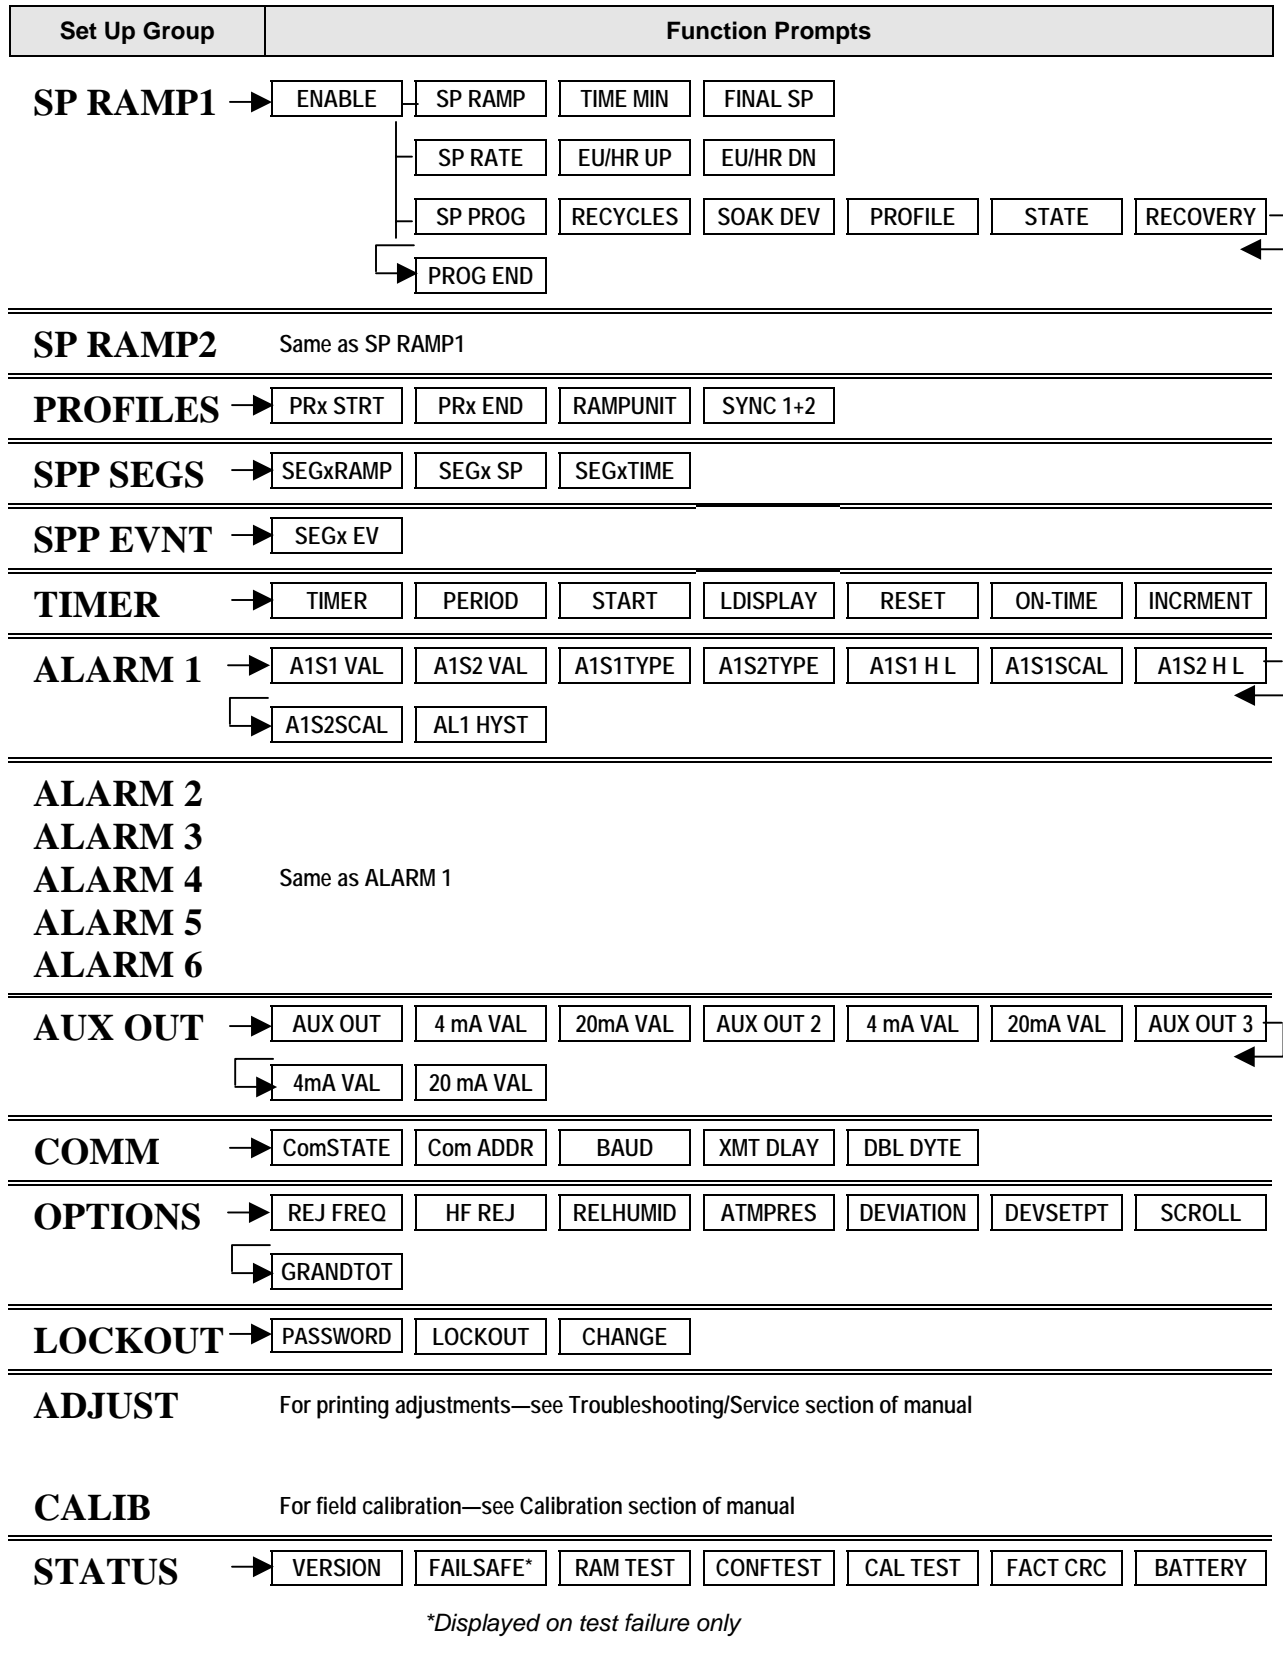 Set Up Group Function Prompts
SP RAMP1 ENABLE SP RAMP TIME MIN FINAL SP
SP RATE EU/HR UP EU/HR DN
SP PROG RECYCLES SOAK DEV PROFILE STATE RECOVERY
PROG END
SP RAMP2 Same as SP RAMP1
PROFILES PRx STRT PRx END RAMPUNIT SYNC 1+2
SPP SEGS SEGxRAMP SEGx SP SEGxTIME
SPP EVNT SEGx EV
TIMER TIMER PERIOD START LDISPLAY RESET ON-TIME INCRMENT
ALARM 1 A1S1 VAL A1S2 VAL A1S1TYPE A1S2TYPE A1S1 H L A1S1SCAL A1S2 H L
A1S2SCAL AL1 HYST
ALARM 2
ALARM 3
ALARM 4 Same as ALARM 1
ALARM 5
ALARM 6
AUX OUT AUX OUT 4 mA VAL 20mA VAL AUX OUT 2 4 mA VAL 20mA VAL AUX OUT 3
4mA VAL 20 mA VAL
COMM ComSTATE Com ADDR BAUD XMT DLAY DBL DYTE
OPTIONS REJ FREQ HF REJ RELHUMID ATMPRES DEVIATION DEVSETPT SCROLL
GRANDTOT
LOCKOUT PASSWORD LOCKOUT CHANGE
ADJUST For printing adjustments—see Troubleshooting/Service section of manual
CALIB For field calibration—see Calibration section of manual
STATUS VERSION FAILSAFE* RAM TEST CONFTEST CAL TEST FACT CRC BATTERY
*Displayed on test failure only